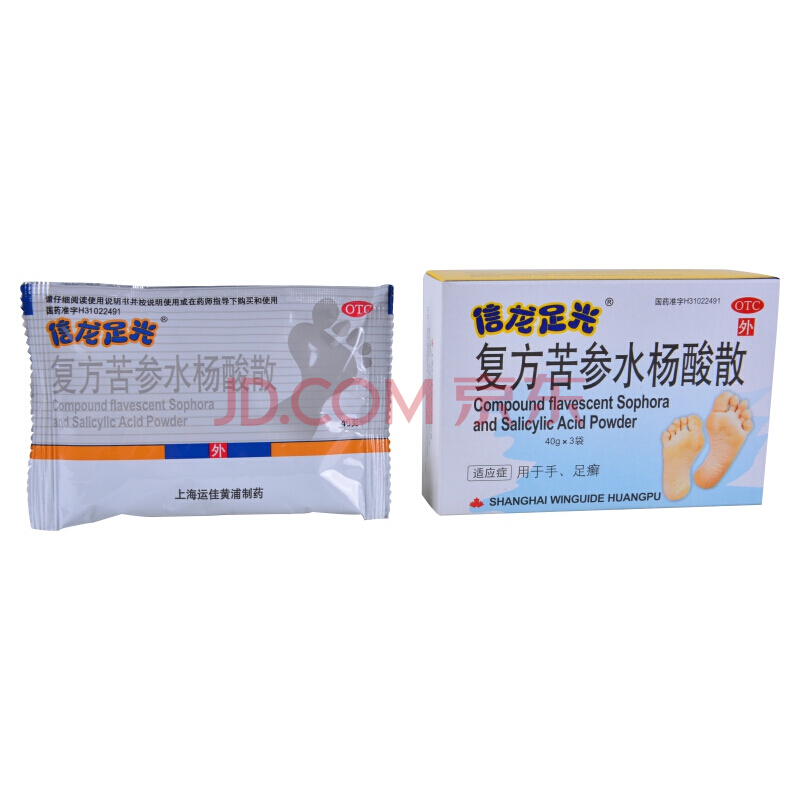 请仔细阅读使用说明书并按说明使用或在药师指导下购买和使用
国药准字H31022491
OTC
信龙足光®
复方苦参水杨酸散
Compound flavescent Sophora
and Salicylic Acid Powder
40克
外
上海运佳黄浦制药
信龙足光®
国药准字H31022491
OTC
外
复方苦参水杨酸散
Compound flavescent Sophora
and Salicylic Acid Powder
40g×3袋
适应症 用于手、足癣
SHANGHAI WINGUIDE HUANGPU
JD.COM 京东